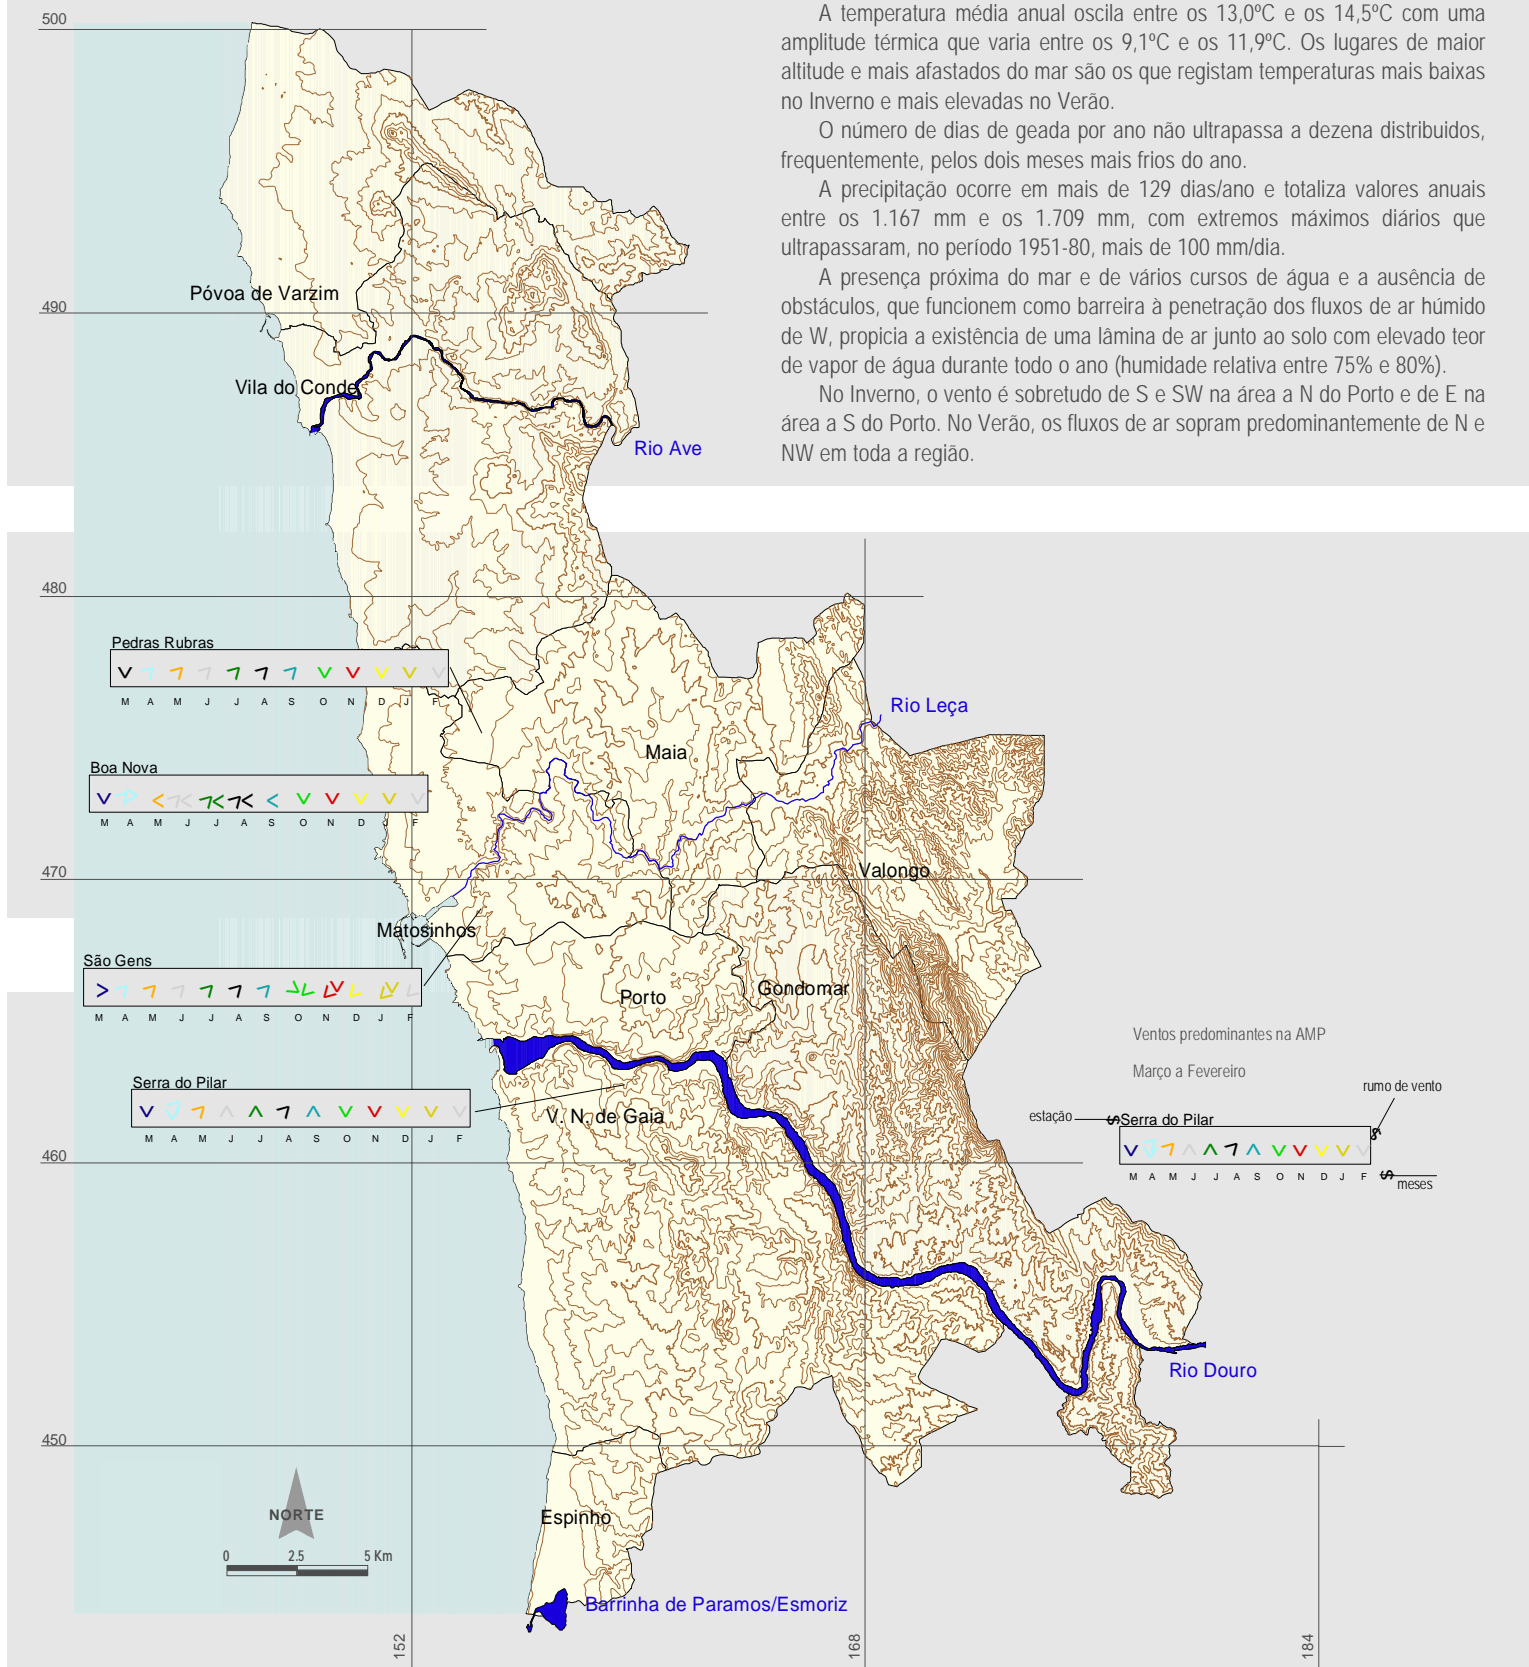 A temperatura média anual oscila entre os 13,0ºC e os 14,5ºC com uma
amplitude térmica que varia entre os 9,1ºC e os 11,9ºC. Os lugares de maior
altitude e mais afastados do mar são os que registam temperaturas mais baixas
no Inverno e mais elevadas no Verão.
O número de dias de geada por ano não ultrapassa a dezena distribuidos,
frequentemente, pelos dois meses mais frios do ano.
A precipitação ocorre em mais de 129 dias/ano e totaliza valores anuais
entre os 1.167 mm e os 1.709 mm, com extremos máximos diários que
ultrapassaram, no período 1951-80, mais de 100 mm/dia.
A presença próxima do mar e de vários cursos de água e a ausência de
obstáculos, que funcionem como barreira à penetração dos fluxos de ar húmido
de W, propicia a existência de uma lâmina de ar junto ao solo com elevado teor
de vapor de água durante todo o ano (humidade relativa entre 75% e 80%).
No Inverno, o vento é sobretudo de S e SW na área a N do Porto e de E na
área a S do Porto. No Verão, os fluxos de ar sopram predominantemente de N e
NW em toda a região.
500
Póvoa de Varzim
490
Vila do Conde
Rio Ave
480
Pedras Rubras
M A M J J A S O N D J F
Rio Leça
Maia
Boa Nova
M A M J J A S O N D J F
470
Valongo
Matosinhos
São Gens
M A M J J A S O N D J F
Porto
Gondomar
Ventos predominantes na AMP
Março a Fevereiro
rumo de vento
estação
Serra do Pilar
M A M J J A S O N D J F
meses
Serra do Pilar
M A M J J A S O N D J F
V. N. de Gaia
460
Rio Douro
450
NORTE
0 2.5 5 Km
Espinho
Barrinha de Paramos/Esmoriz
152
168
184